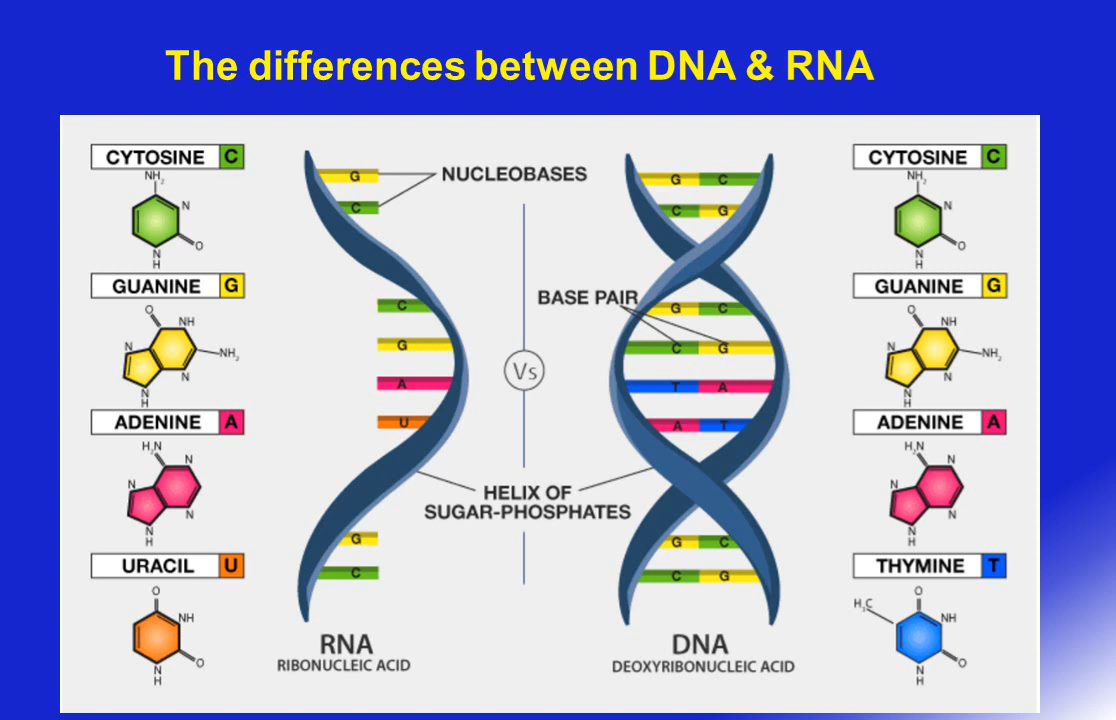 The differences between DNA & RNA
CYTOSINE C
NH2
N
O
N
H
GUANINE G
O
NH
N
NH2
N
N
H
ADENINE A
H2N
N
N
N
N
H
URACIL U
O
NH
O
N
H
G
C
C
G
A
U
G
C
RNA
RIBONUCLEIC ACID
NUCLEOBASES
BASE PAIR
Vs
HELIX OF
SUGAR-PHOSPHATES
G C
C G
G C
C G
T A
A T
G C
C G
DNA
DEOXYRIBONUCLEIC ACID
CYTOSINE C
NH2
N
O
N
H
GUANINE G
O
NH
N
NH2
N
N
H
ADENINE A
H2N
N
N
N
N
H
THYMINE T
O
H3C
NH
O
N
H